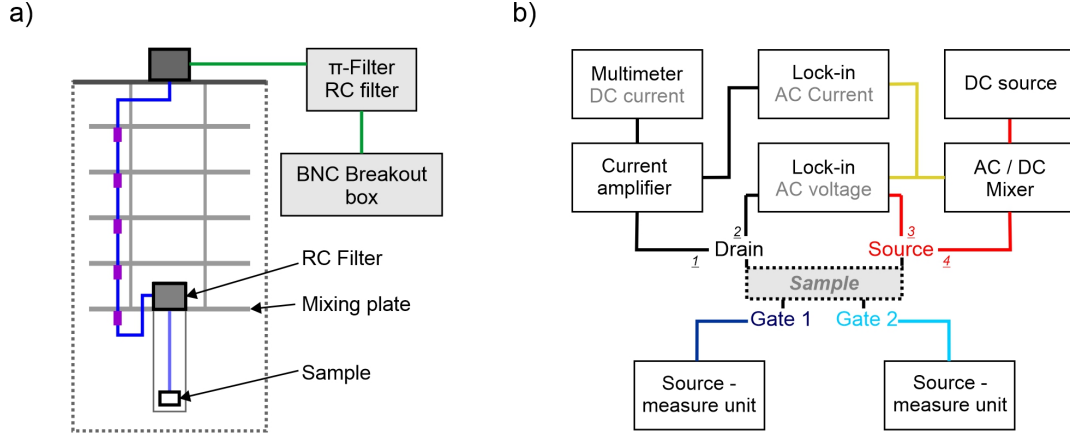 a)
π-Filter
RC filter
BNC Breakout
box
RC Filter
Mixing plate
Sample
b)
Multimeter
DC current
Lock-in
AC Current
DC source
Current
amplifier
Lock-in
AC voltage
AC / DC
Mixer
1
Drain
2
3
Source
4
Sample
Gate 1
Gate 2
Source -
measure unit
Source -
measure unit